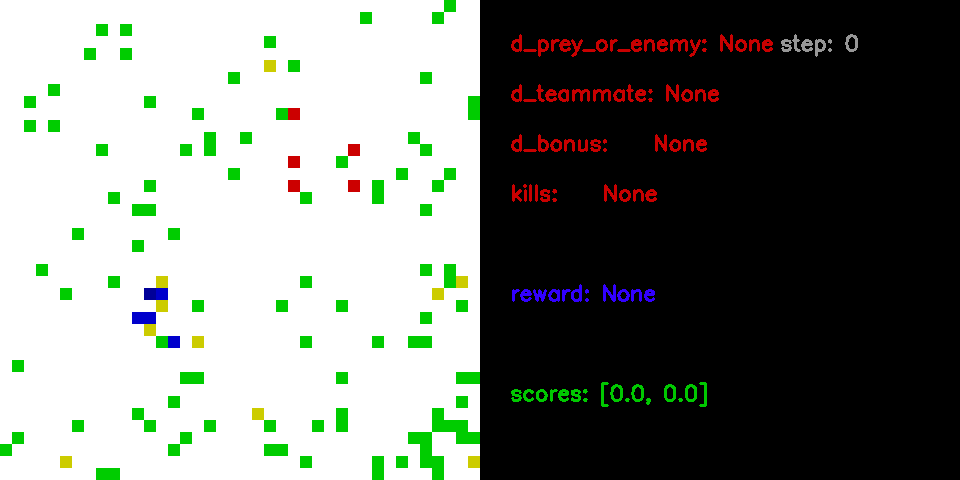 d_prey_or_enemy: None step: 0
d_teammate: None
d_bonus: None
kills: None
reward: None
scores: [0.0, 0.0]